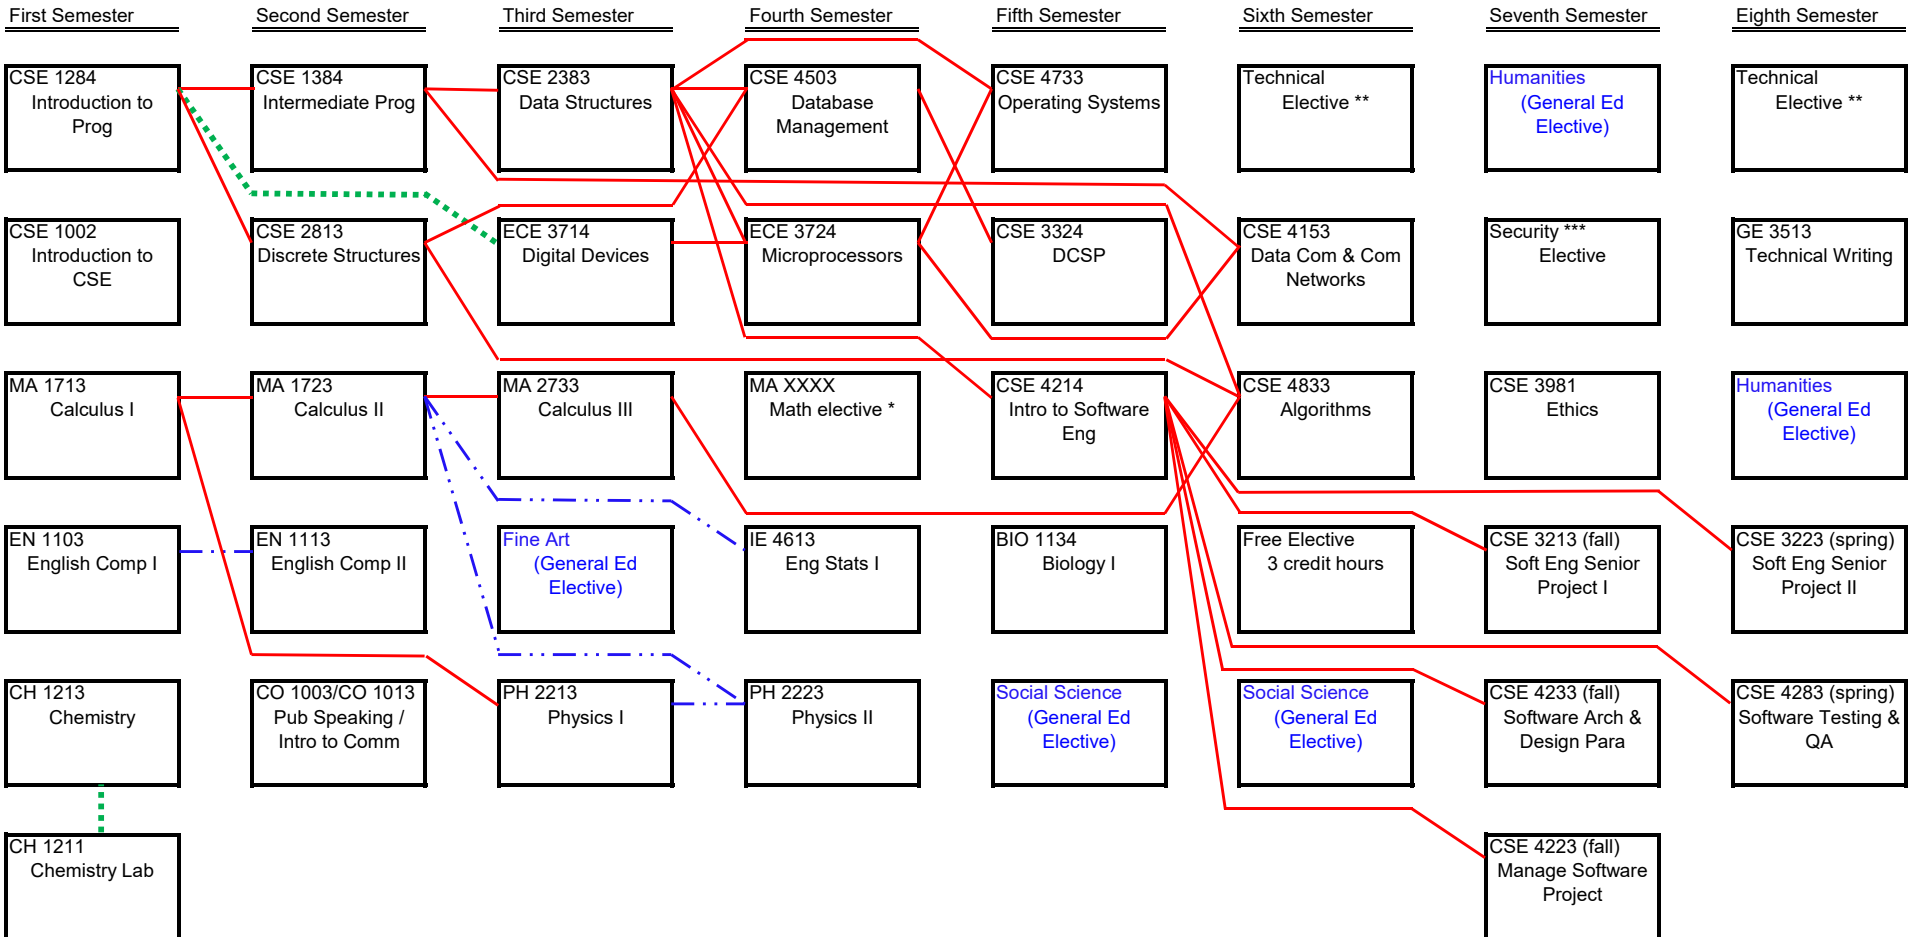 First Semester
Second Semester
Third Semester
Fourth Semester
Fifth Semester
Sixth Semester
Seventh Semester
Eighth Semester
CSE 1284
Introduction to
Prog
CSE 1384
Intermediate Prog
CSE 2383
Data Structures
CSE 4503
Database
Management
CSE 4733
Operating Systems
Technical
Elective **
Humanities
(General Ed
Elective)
Technical
Elective **
CSE 1002
Introduction to
CSE
CSE 2813
Discrete Structures
ECE 3714
Digital Devices
ECE 3724
Microprocessors
CSE 3324
DCSP
CSE 4153
Data Com & Com
Networks
Security ***
Elective
GE 3513
Technical Writing
MA 1713
Calculus I
MA 1723
Calculus II
MA 2733
Calculus III
MA XXXX
Math elective *
CSE 4214
Intro to Software
Eng
CSE 4833
Algorithms
CSE 3981
Ethics
Humanities
(General Ed
Elective)
EN 1103
English Comp I
EN 1113
English Comp II
Fine Art
(General Ed
Elective)
IE 4613
Eng Stats I
BIO 1134
Biology I
Free Elective
3 credit hours
CSE 3213 (fall)
Soft Eng Senior
Project I
CSE 3223 (spring)
Soft Eng Senior
Project II
CH 1213
Chemistry
CO 1003/CO 1013
Pub Speaking /
Intro to Comm
PH 2213
Physics I
PH 2223
Physics II
Social Science
(General Ed
Elective)
Social Science
(General Ed
Elective)
CSE 4233 (fall)
Software Arch &
Design Para
CSE 4283 (spring)
Software Testing &
QA
CH 1211
Chemistry Lab
CSE 4223 (fall)
Manage Software
Project